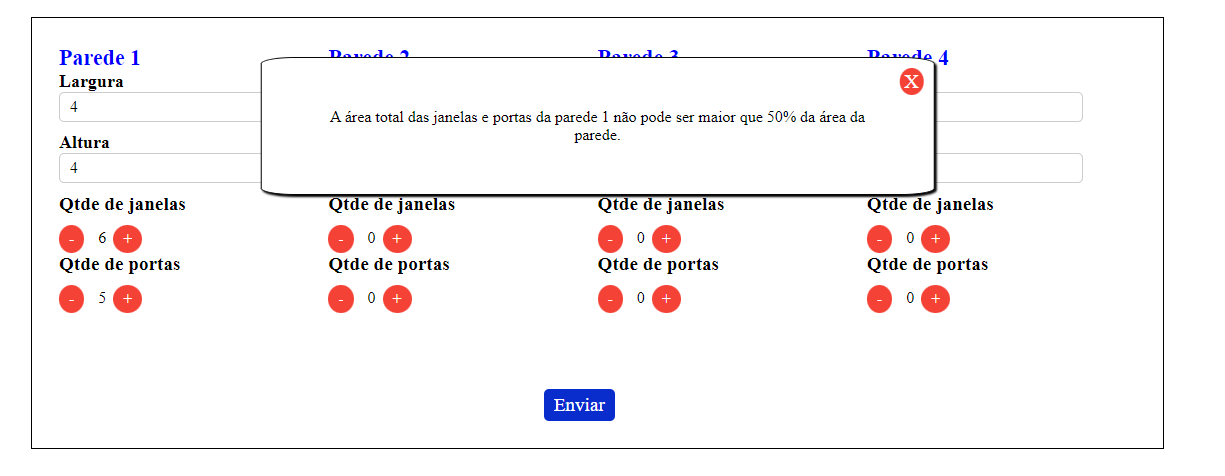 Parede 1
Parede 2
Parede 3
Parede 4
Largura
4
X
A área total das janelas e portas da parede 1 não pode ser maior que 50% da área da
parede.
Altura
4
Qtde de janelas
Qtde de janelas
Qtde de janelas
Qtde de janelas
- 6 +
- 0 +
- 0 +
- 0 +
Qtde de portas
Qtde de portas
Qtde de portas
Qtde de portas
- 5 +
- 0 +
- 0 +
- 0 +
Enviar